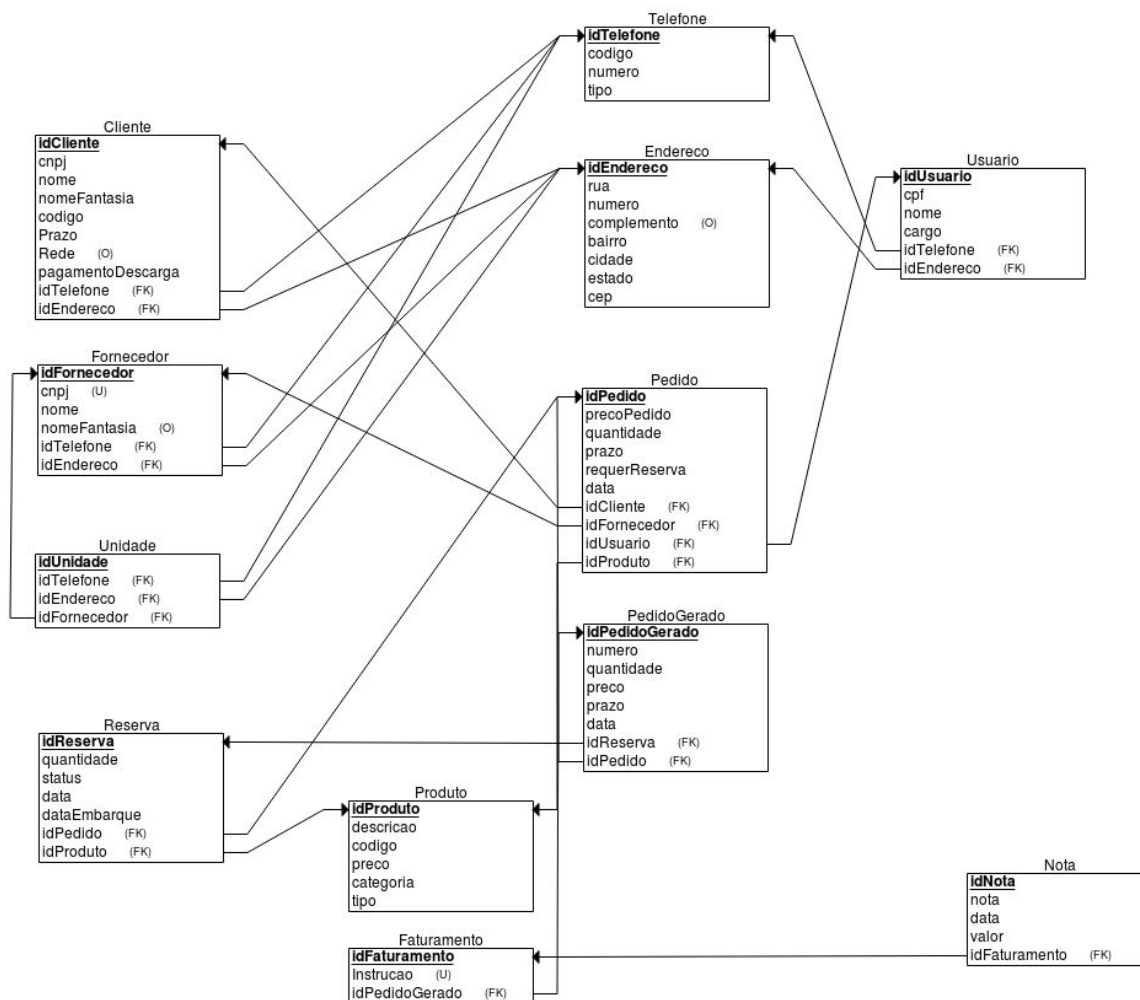 Telefone
idTelefone
codigo
numero
tipo
Cliente
idCliente
cnpj
nome
nomeFantasia
codigo
Prazo
Rede (O)
pagamentoDescarga
idTelefone (FK)
idEndereco (FK)
Endereco
idEndereco
rua
numero
complemento (O)
bairro
cidade
estado
cep
Usuario
idUsuario
cpf
nome
cargo
idTelefone (FK)
idEndereco (FK)
Fornecedor
idFornecedor
cnpj (U)
nome
nomeFantasia (O)
idTelefone (FK)
idEndereco (FK)
Pedido
idPedido
precoPedido
quantidade
prazo
requerReserva
data
idCliente (FK)
idFornecedor (FK)
idUsuario (FK)
idProduto (FK)
Unidade
idUnidade
idTelefone (FK)
idEndereco (FK)
idFornecedor (FK)
PedidoGerado
idPedidoGerado
numero
quantidade
preco
prazo
data
idReserva (FK)
idPedido (FK)
Reserva
idReserva
quantidade
status
data
dataEmbarque
idPedido (FK)
idProduto (FK)
Produto
idProduto
descricao
codigo
preco
categoria
tipo
Nota
idNota
nota
data
valor
idFaturamento (FK)
Faturamento
idFaturamento
Instrucao (U)
idPedidoGerado (FK)